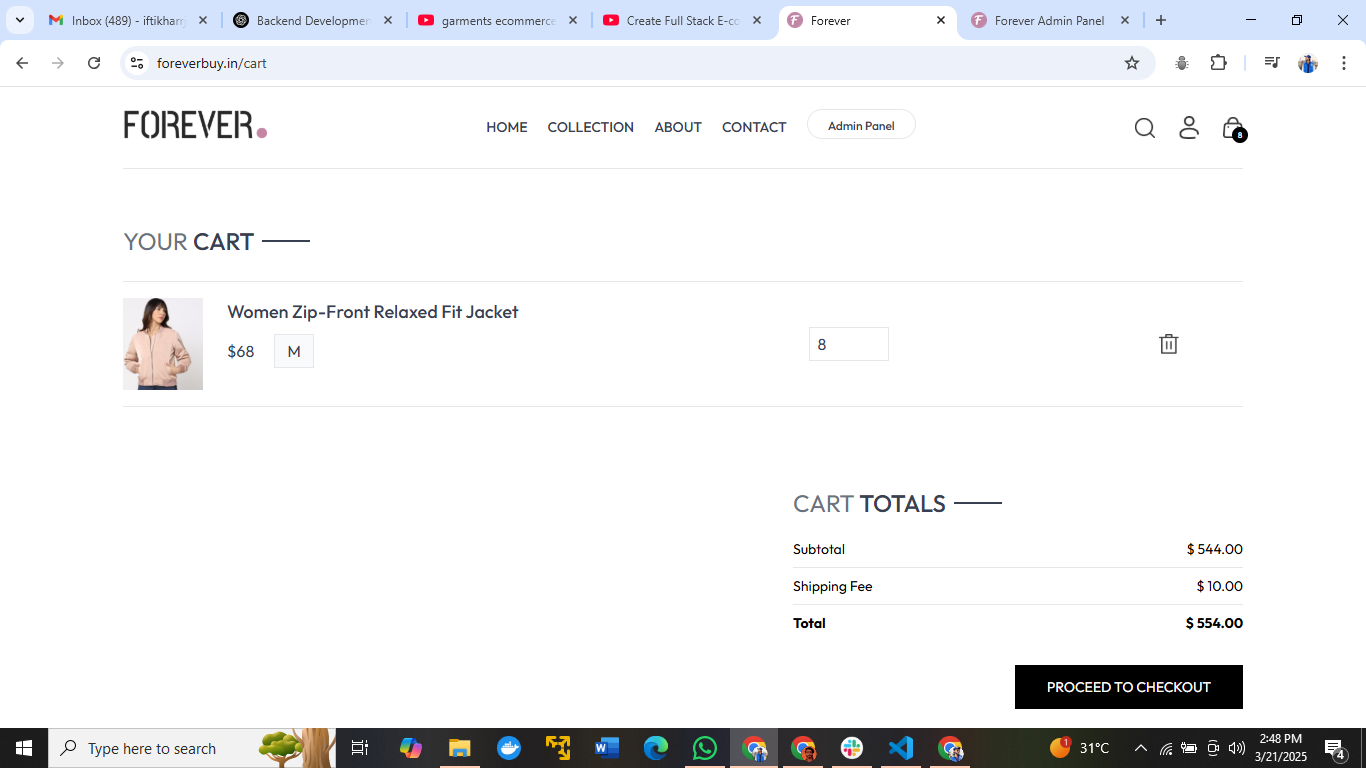 Inbox (489) - iftikharr
Backend Developmen
garments ecommerce
Create Full Stack E-co
Forever
Forever Admin Panel
foreverbuy.in/cart
FOREVER.
HOME
COLLECTION
ABOUT
CONTACT
Admin Panel
8
YOUR CART
Women Zip-Front Relaxed Fit Jacket
$68
M
8
CART TOTALS
Subtotal
$ 544.00
Shipping Fee
$ 10.00
Total
$ 554.00
PROCEED TO CHECKOUT
Type here to search
1
31°C
2:48 PM
3/21/2025
4